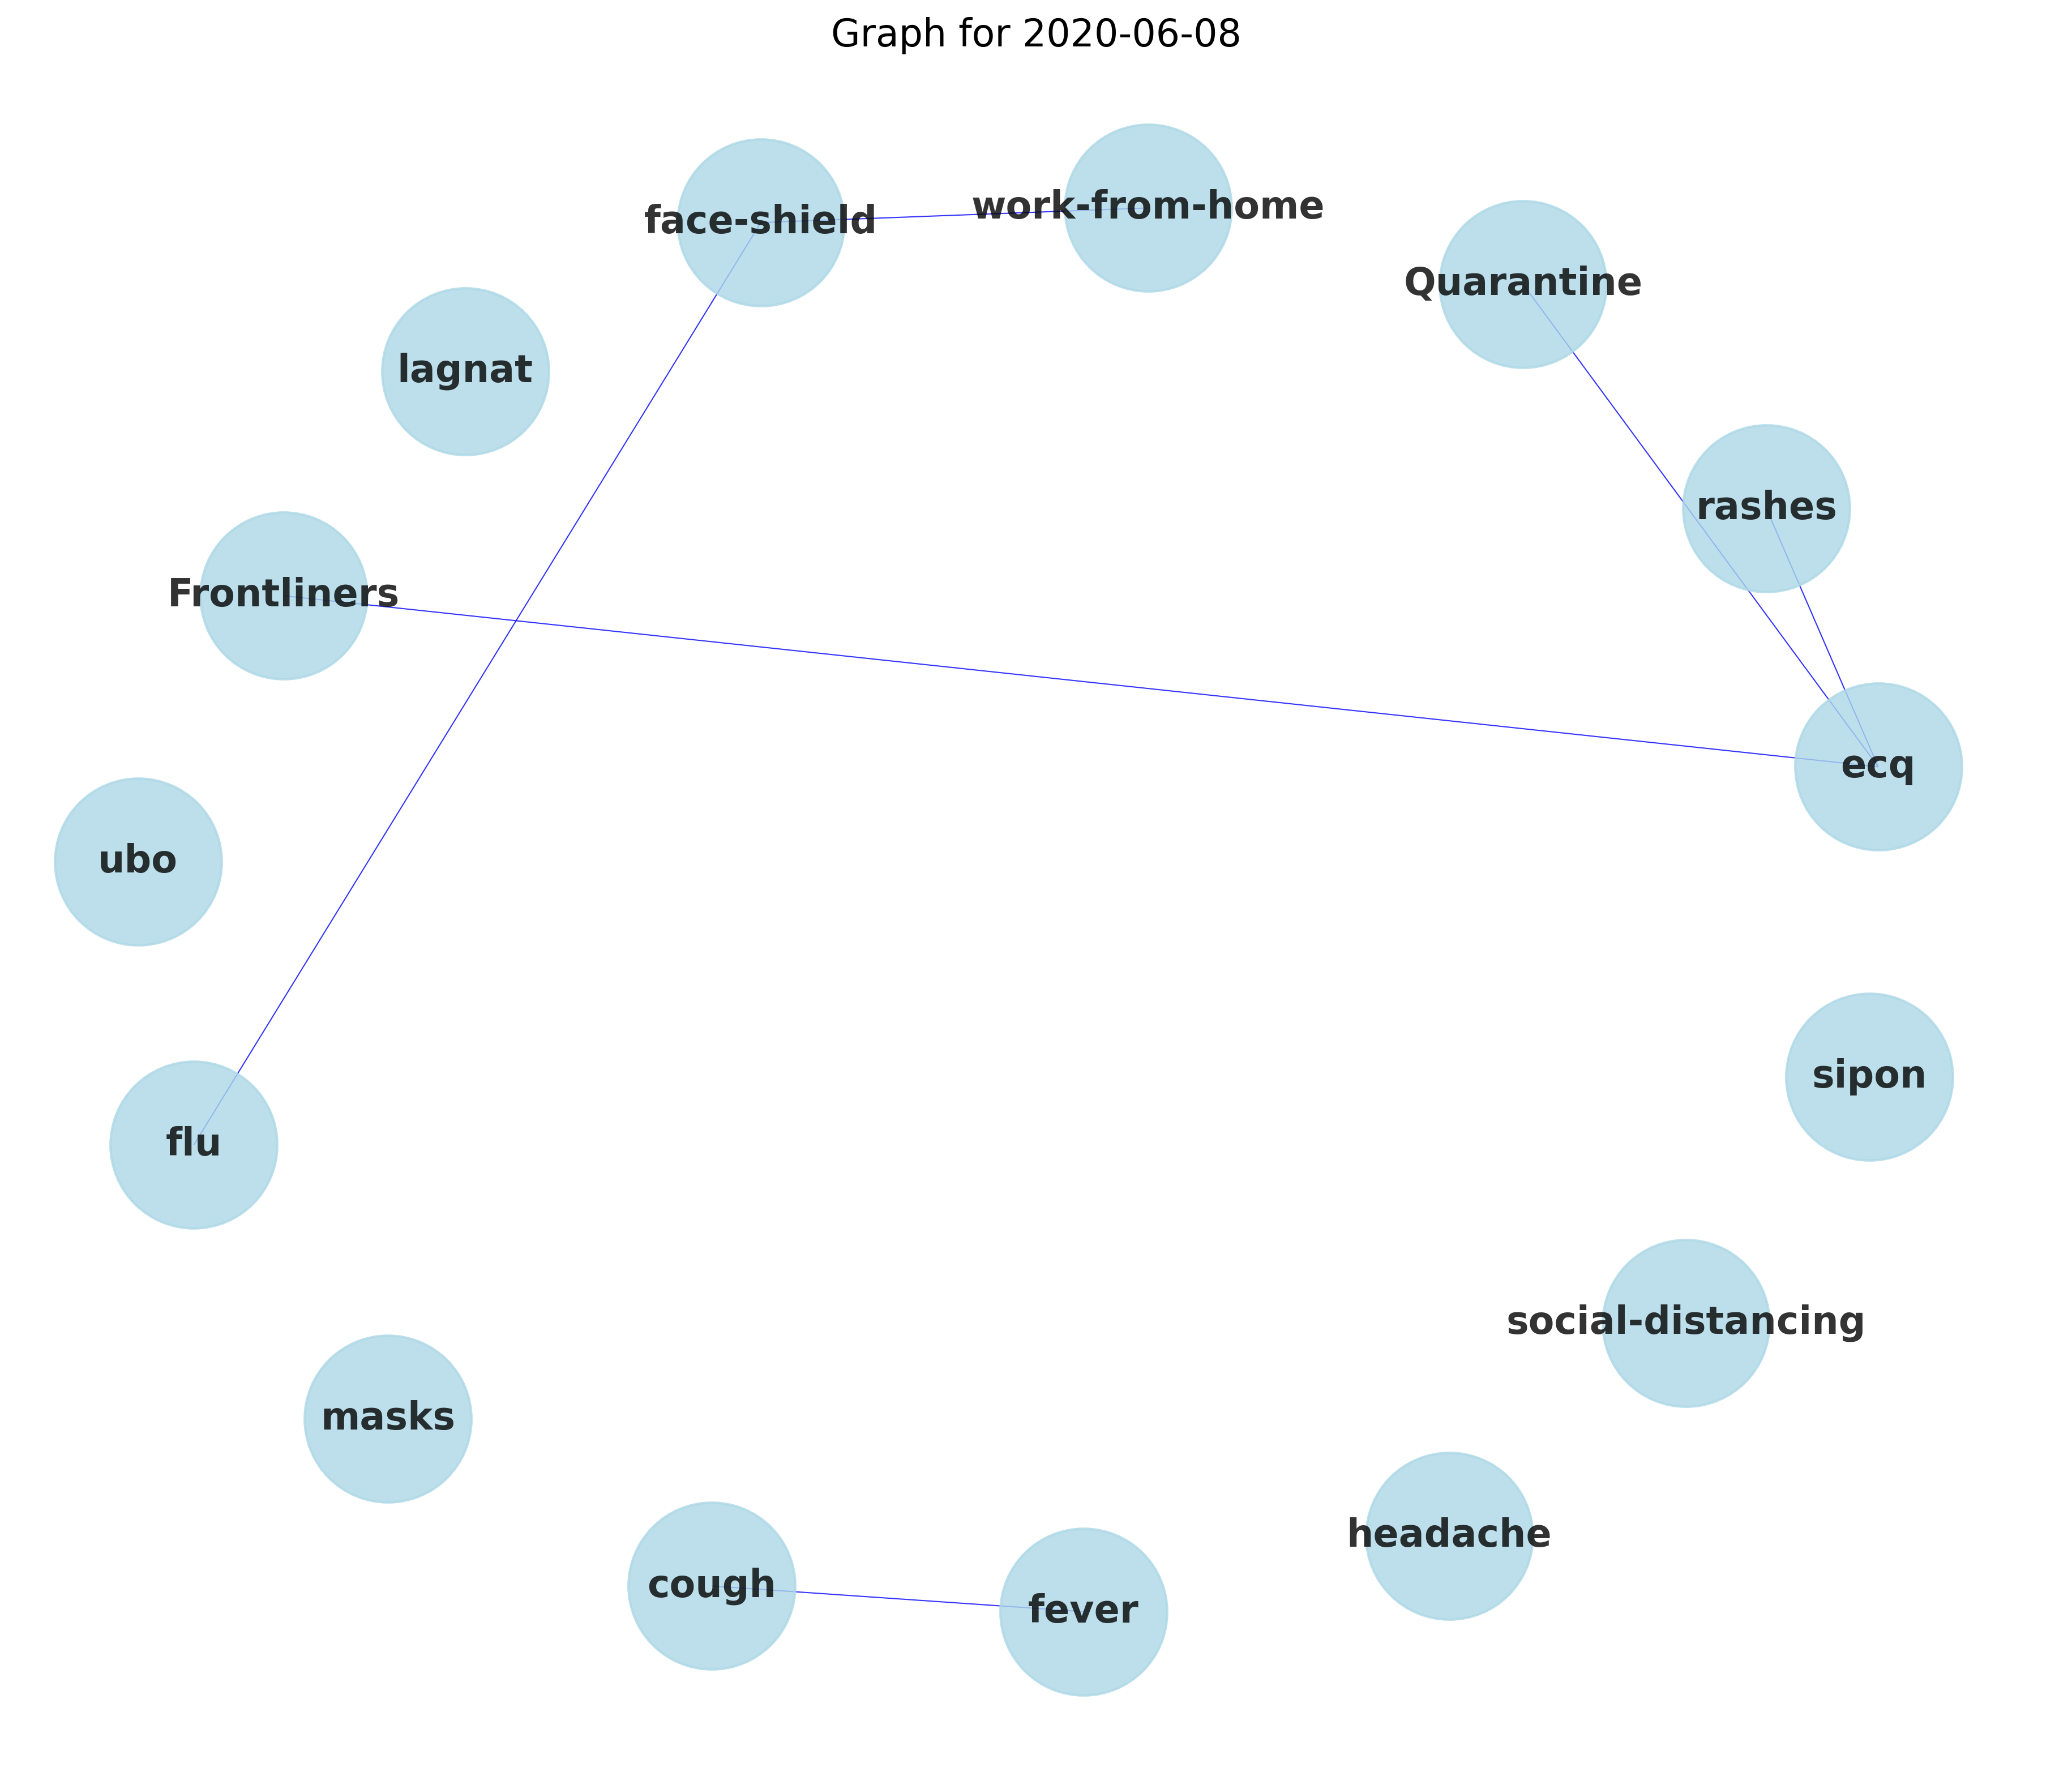 Graph for 2020-06-08
work-from-home
face-shield
Quarantine
lagnat
rashes
Frontliners
ecq
ubo
sipon
flu
social-distancing
masks
headache
cough
fever